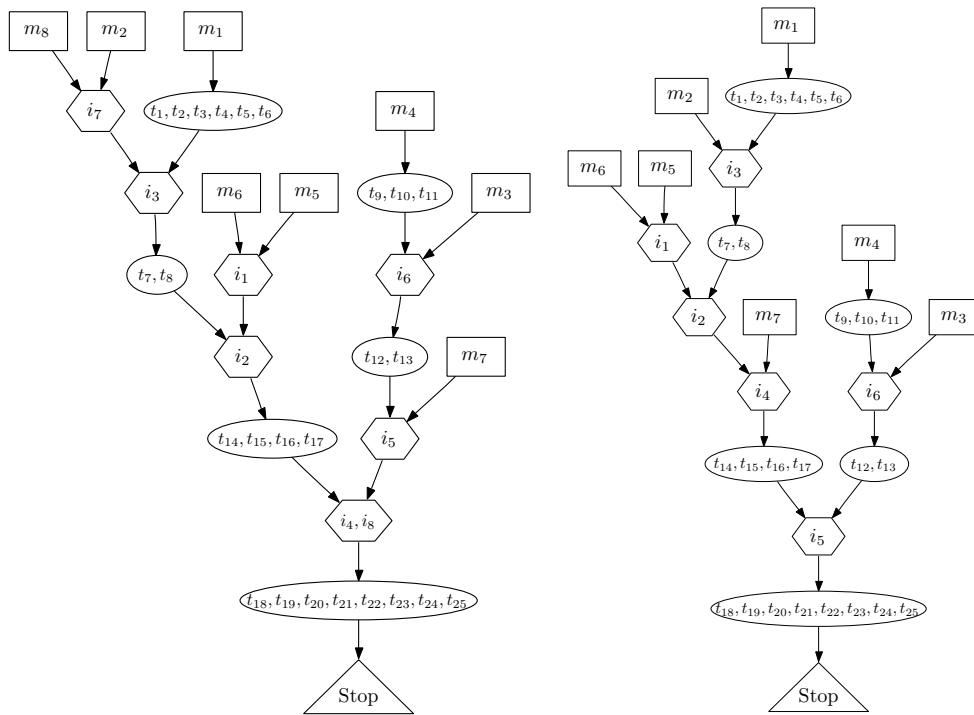 m8 m2 m1
i7 t1, t2, t3, t4, t5, t6
m4
i3 m6 m5 t9, t10, t11 m3
t7, t8 i1 i6
i2 t12, t13 m7
t14, t15, t16, t17 i5
i4, i8
t18, t19, t20, t21, t22, t23, t24, t25
Stop
m1
m2 t1, t2, t3, t4, t5, t6
m6 m5 i3
i1 t7, t8 m4
i2 m7 t9, t10, t11 m3
i4 i6
t14, t15, t16, t17 t12, t13
i5
t18, t19, t20, t21, t22, t23, t24, t25
Stop